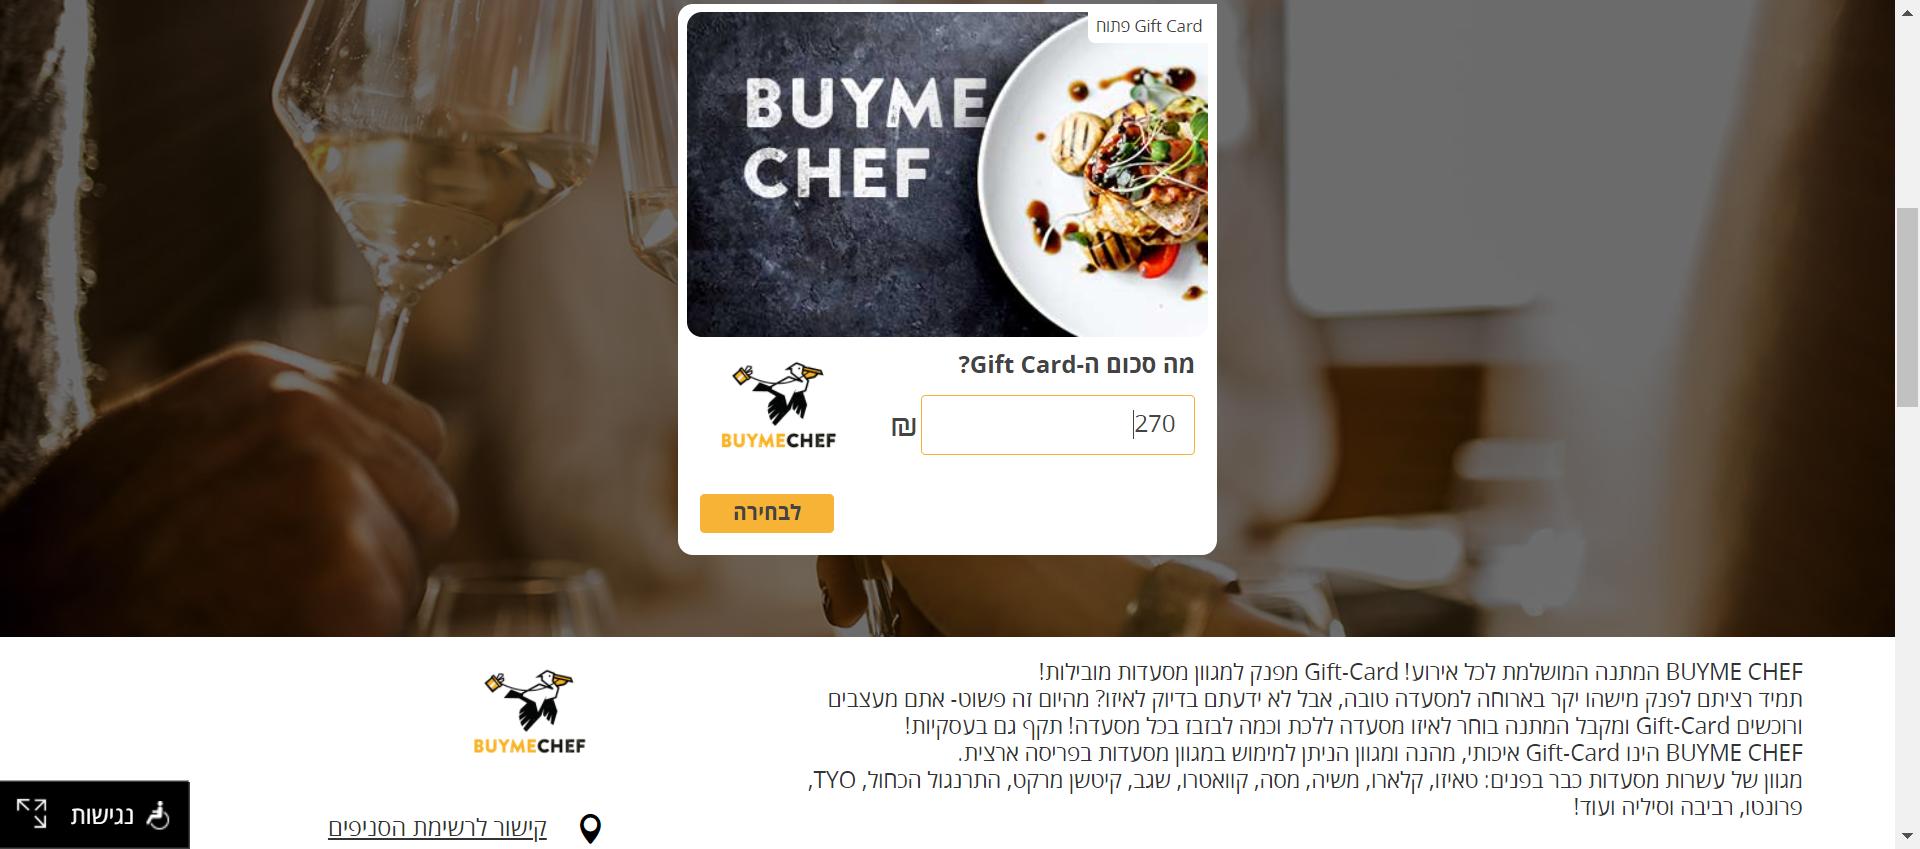 Gift Card פתוח
BUYME
CHEF
מה סכום ה-Gift Card?
270
₪
BUYMECHEF
לבחירה
BUYME CHEF המתנה המושלמת לכל אירוע! Gift-Card מפנק למגוון מסעדות מובילות!
תמיד רציתם לפנק מישהו יקר בארוחה למסעדה טובה, אבל לא ידעתם בדיוק לאיזו? מהיום זה פשוט- אתם מעצבים
ורוכשים Gift-Card ומקבל המתנה בוחר לאיזו מסעדה ללכת וכמה לבזבז בכל מסעדה! תקף גם בעסקיות!
BUYME CHEF הינו Gift-Card איכותי, מהנה ומגוון הניתן למימוש במגוון מסעדות בפריסה ארצית.
מגוון של עשרות מסעדות כבר בפנים: טאיזו, קלארו, משיה, מסה, קוואטרו, שגב, קיטשן מרקט, התרנגול הכחול, TYO,
פרונטו, רביבה וסיליה ועוד!
BUYMECHEF
קישור לרשימת הסניפים
נגישות